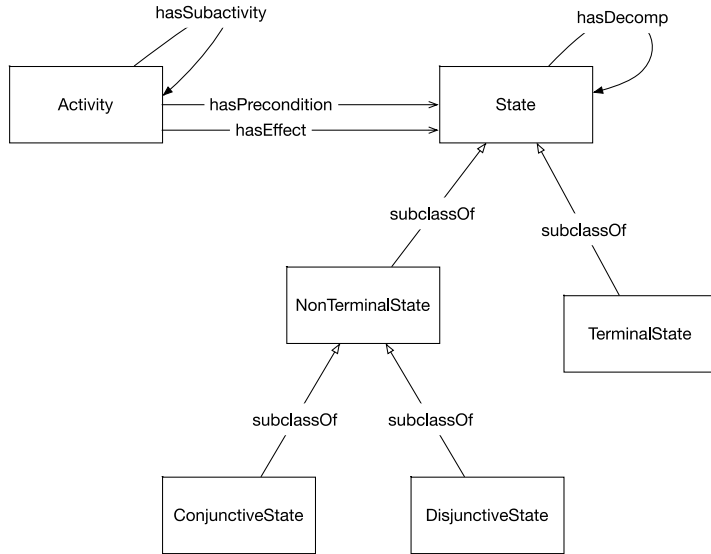 hasSubactivity
hasDecomp
Activity
hasPrecondition
State
hasEffect
subclassOf
subclassOf
NonTerminalState
TerminalState
subclassOf
subclassOf
ConjunctiveState
DisjunctiveState